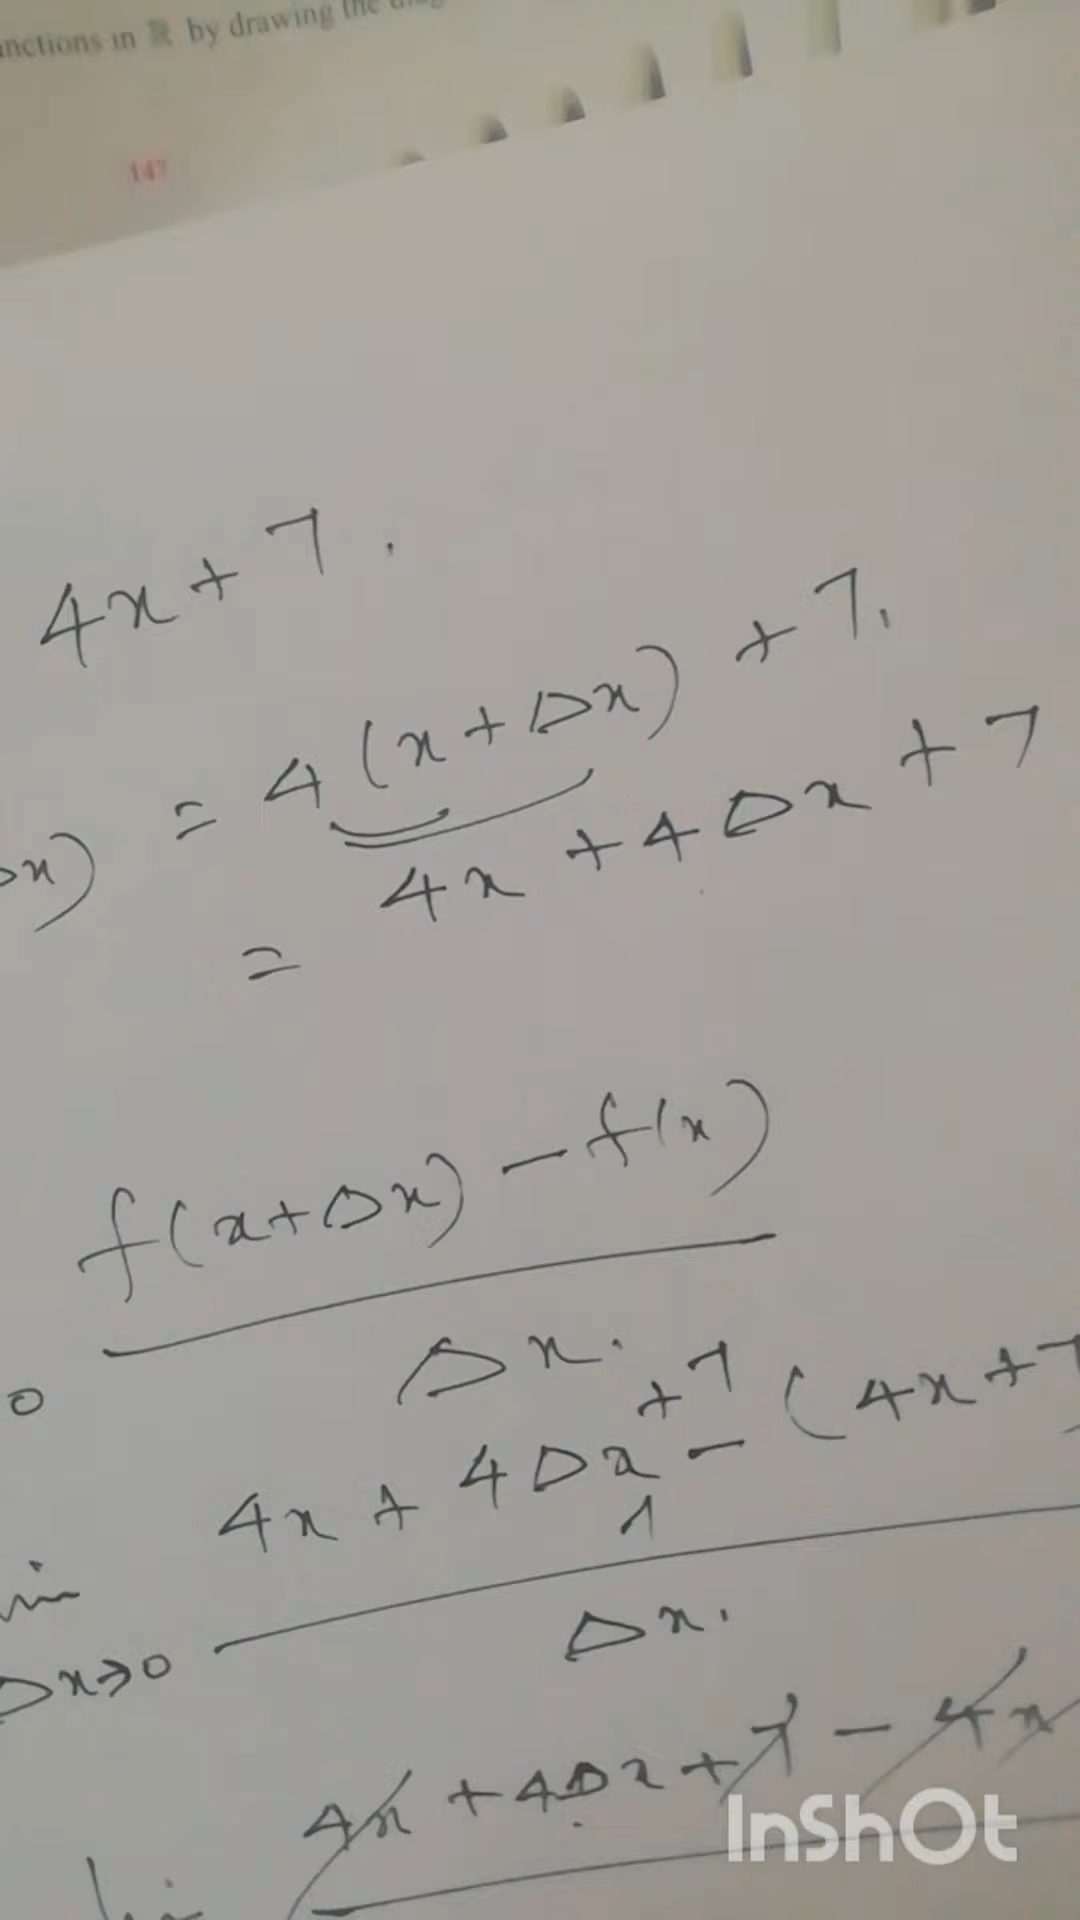 in ℝ by drawing the
147
4x + 7.
= 4(x + Δx) + 7.
= 4x + 4Δx + 7
f(x+Δx) - f(x)
Δx.
0
4x + 4Δx + 7 - (4x + 7
Δx.
Δx→0
4x + 4Δx + 7 - 4x
InShOt